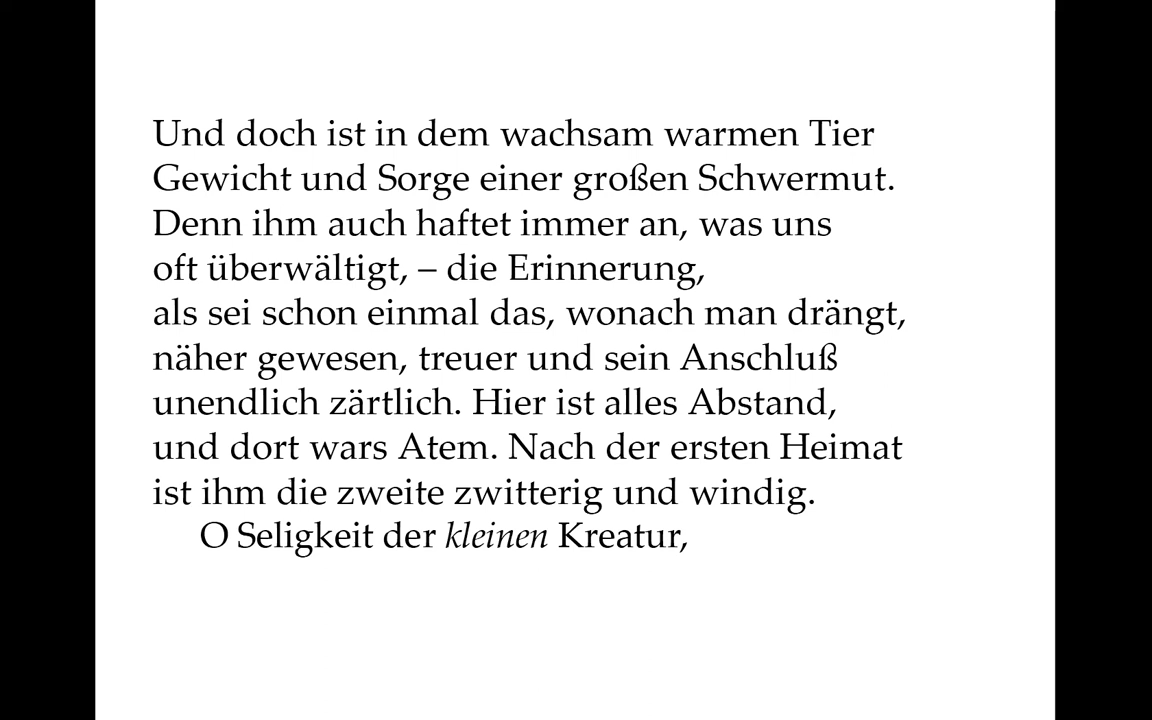 Und doch ist in dem wachsam warmen Tier
Gewicht und Sorge einer großen Schwermut.
Denn ihm auch haftet immer an, was uns
oft überwältigt, – die Erinnerung,
als sei schon einmal das, wonach man drängt,
näher gewesen, treuer und sein Anschluß
unendlich zärtlich. Hier ist alles Abstand,
und dort wars Atem. Nach der ersten Heimat
ist ihm die zweite zwitterig und windig.
O Seligkeit der kleinen Kreatur,